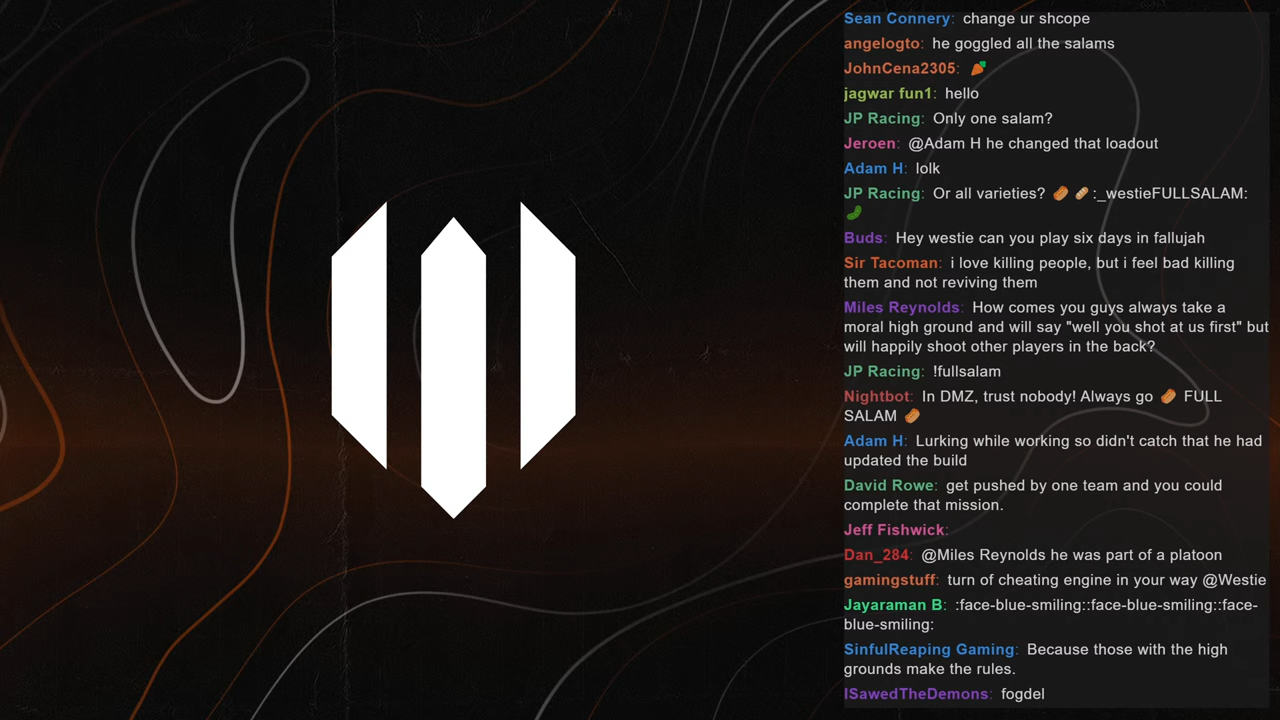 Sean Connery: change ur shcope
angelogto: he goggled all the salams
JohnCena2305: 🥕
jagwar fun1: hello
JP Racing: Only one salam?
Jeroen: @Adam H he changed that loadout
Adam H: lolk
JP Racing: Or all varieties? 🥜 🥖 :_westieFULLSALAM:
🥒
Buds: Hey westie can you play six days in fallujah
Sir Tacoman: i love killing people, but i feel bad killing
them and not reviving them
Miles Reynolds: How comes you guys always take a
moral high ground and will say "well you shot at us first" but
will happily shoot other players in the back?
JP Racing: !fullsalam
Nightbot: In DMZ, trust nobody! Always go 🥜 FULL
SALAM 🥜
Adam H: Lurking while working so didn't catch that he had
updated the build
David Rowe: get pushed by one team and you could
complete that mission.
Jeff Fishwick:
Dan_284: @Miles Reynolds he was part of a platoon
gamingstuff: turn of cheating engine in your way @Westie
Jayaraman B: :face-blue-smiling::face-blue-smiling::face-
blue-smiling:
SinfulReaping Gaming: Because those with the high
grounds make the rules.
ISawedTheDemons: fogdel